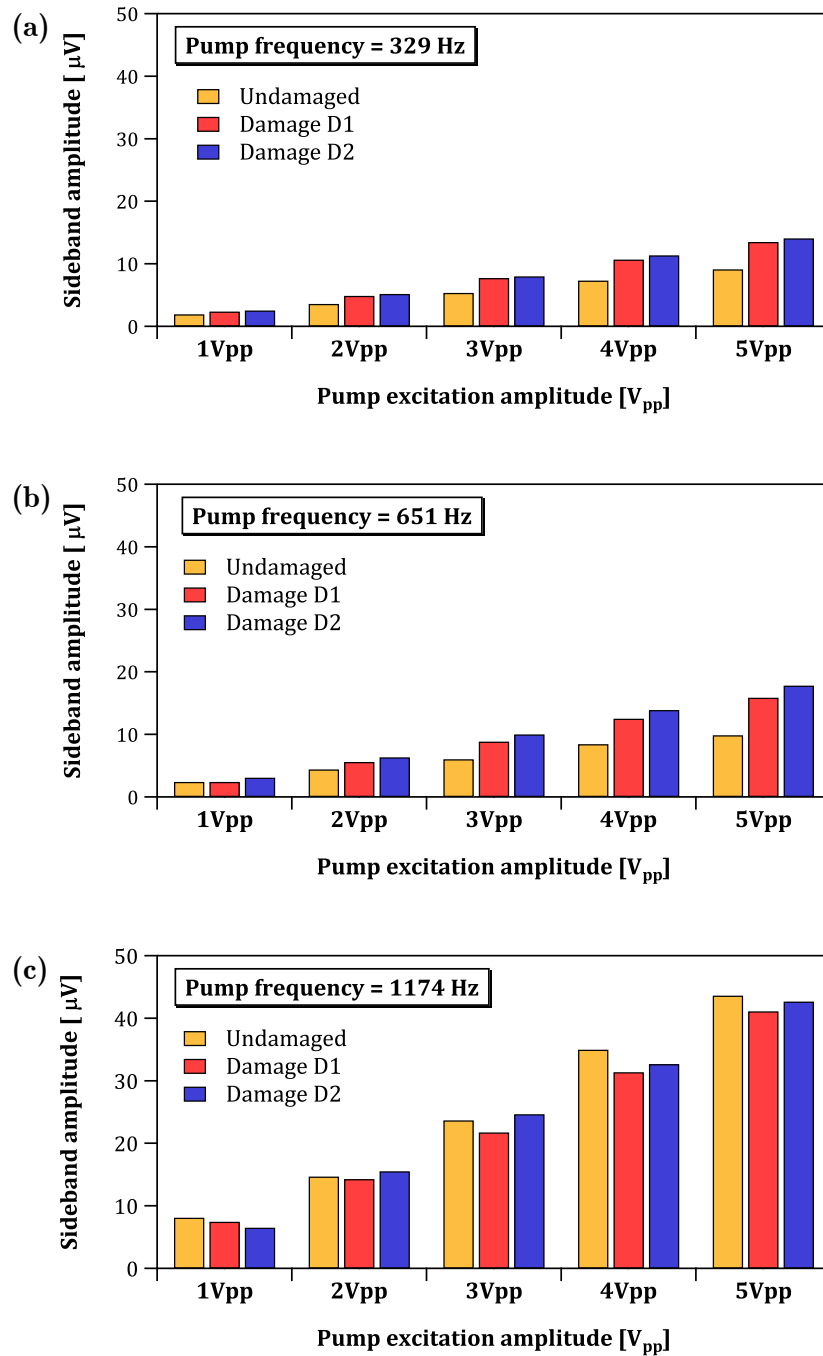 (a)
Pump frequency = 329 Hz
Undamaged
Damage D1
Damage D2
Sideband amplitude [ μV]
50
40
30
20
10
0
1Vpp 2Vpp 3Vpp 4Vpp 5Vpp
Pump excitation amplitude [Vpp]
(b)
Pump frequency = 651 Hz
Undamaged
Damage D1
Damage D2
Sideband amplitude [ μV]
50
40
30
20
10
0
1Vpp 2Vpp 3Vpp 4Vpp 5Vpp
Pump excitation amplitude [Vpp]
(c)
Pump frequency = 1174 Hz
Undamaged
Damage D1
Damage D2
Sideband amplitude [ μV]
50
40
30
20
10
0
1Vpp 2Vpp 3Vpp 4Vpp 5Vpp
Pump excitation amplitude [Vpp]